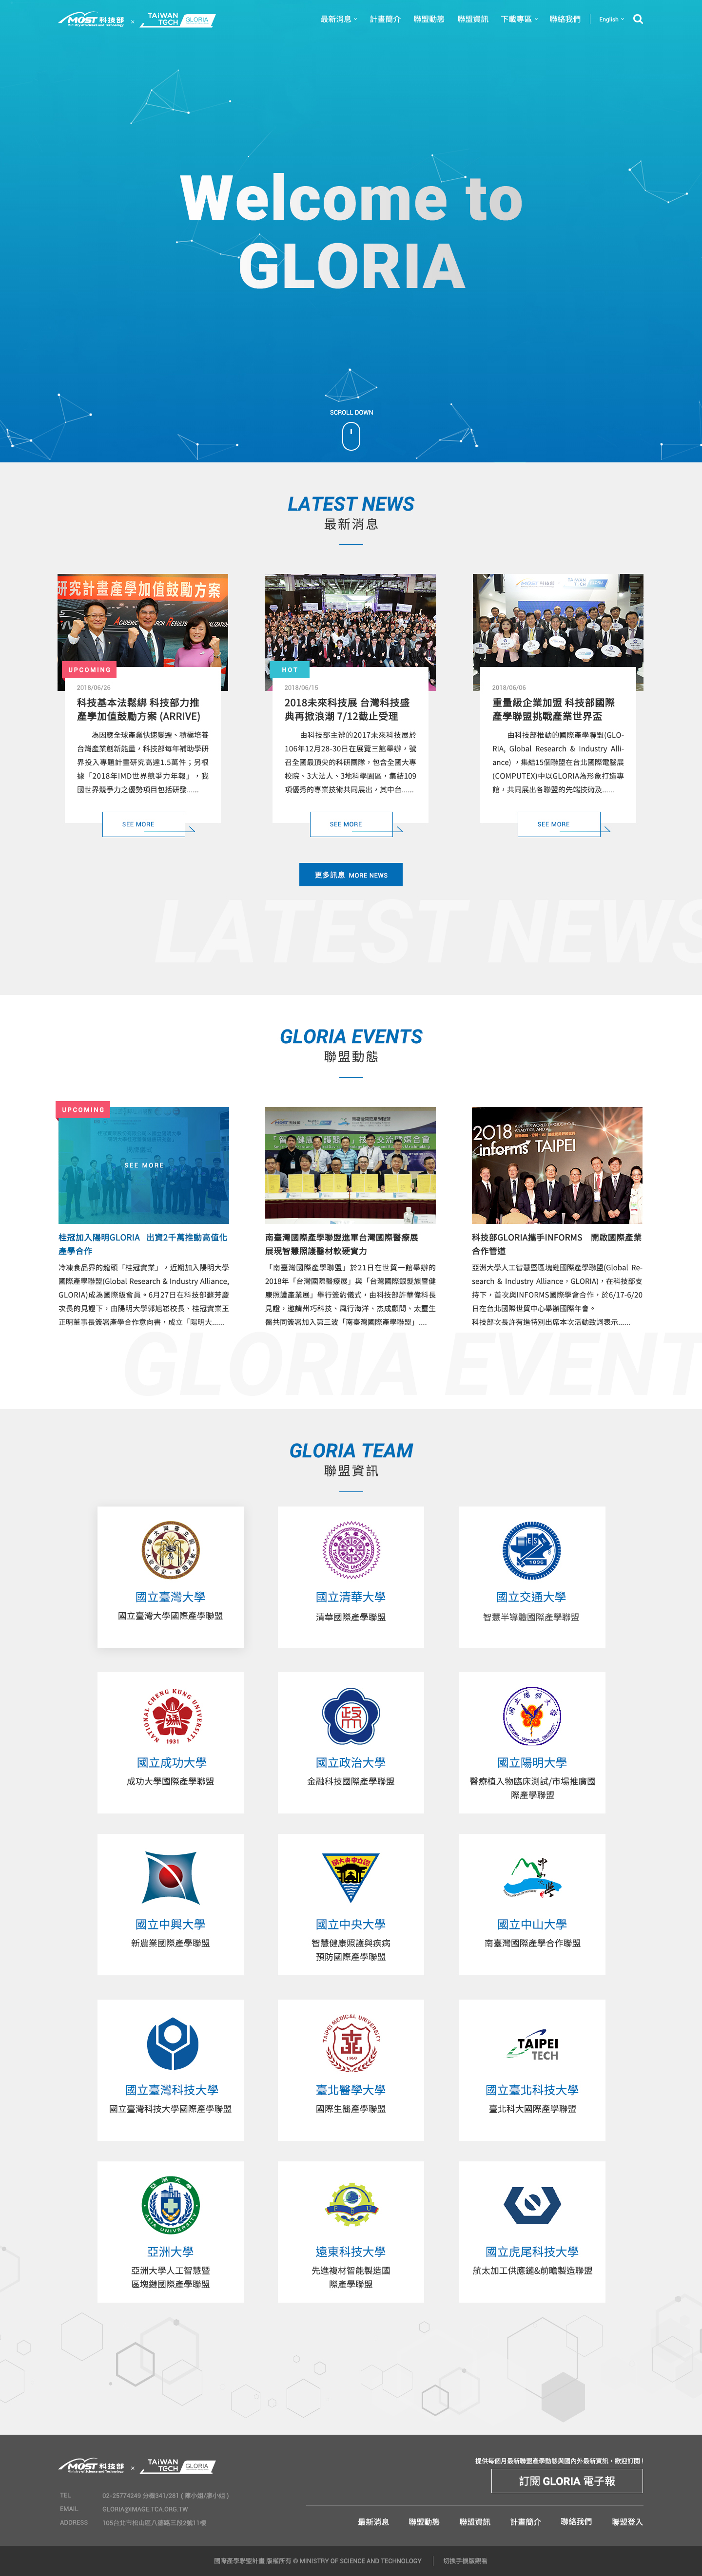 MOST 科技部
Ministry of Science and Technology
×
TAiWAN TECH GLORIA
最新消息
計畫簡介
聯盟動態
聯盟資訊
下載專區
聯絡我們
English
Welcome to
GLORIA
SCROLL DOWN
LATEST NEWS
最新消息
研究計畫產學加值鼓勵方案
UPCOMING
2018/06/26
科技基本法鬆綁 科技部力推
產學加值鼓勵方案 (ARRIVE)
為因應全球產業快速變遷、積極培養
台灣產業創新能量，科技部每年補助學研
界投入專題計畫研究高達1.5萬件；另根
據「2018年IMD世界競爭力年報」，我
國世界競爭力之優勢項目包括研發......
SEE MORE
HOT
2018/06/15
2018未來科技展 台灣科技盛
典再掀浪潮 7/12截止受理
由科技部主辨的2017未來科技展於
106年12月28-30日在展覽三館舉辦，號
召全國最頂尖的科研團隊，包含全國大專
校院、3大法人、3地科學園區，集結109
項優秀的專業技術共同展出，其中台......
SEE MORE
2018/06/06
重量級企業加盟 科技部國際
產學聯盟挑戰產業世界盃
由科技部推動的國際產學聯盟(GLO-
RIA, Global Research & Industry Alli-
ance) ，集結15個聯盟在台北國際電腦展
(COMPUTEX)中以GLORIA為形象打造專
館，共同展出各聯盟的先端技術及......
SEE MORE
更多訊息 MORE NEWS
LATEST NEWS
GLORIA EVENTS
聯盟動態
UPCOMING
SEE MORE
桂冠加入陽明GLORIA 出資2千萬推動高值化
產學合作
冷凍食品界的龍頭「桂冠實業」，近期加入陽明大學
國際產學聯盟(Global Research & Industry Alliance,
GLORIA)成為國際級會員。6月27日在科技部蘇芳慶
次長的見證下，由陽明大學郭旭崧校長、桂冠實業王
正明董事長簽署產學合作意向書，成立「陽明大......
南臺灣國際產學聯盟進軍台灣國際醫療展
展現智慧照護醫材軟硬實力
「南臺灣國際產學聯盟」於21日在世貿一館舉辦的
2018年「台灣國際醫療展」與「台灣國際銀髮族暨健
康照護產業展」舉行簽約儀式，由科技部許華偉科長
見證，邀請州巧科技、風行海洋、杰成顧問、太豐生
醫共同簽署加入第三波「南臺灣國際產學聯盟」....
2018
informs TAIPEI
科技部GLORIA攜手INFORMS 開啟國際產業
合作管道
亞洲大學人工智慧暨區塊鏈國際產學聯盟(Global Re-
search & Industry Alliance，GLORIA)，在科技部支
持下，首次與INFORMS國際學會合作，於6/17-6/20
日在台北國際世貿中心舉辦國際年會。
科技部次長許有進特別出席本次活動致詞表示......
GLORIA EVENT
GLORIA TEAM
聯盟資訊
國立臺灣大學
國立臺灣大學國際產學聯盟
國立清華大學
清華國際產學聯盟
1896
國立交通大學
智慧半導體國際產學聯盟
NATIONAL CHENG KUNG UNIVERSITY
1931
國立成功大學
成功大學國際產學聯盟
國立政治大學
金融科技國際產學聯盟
國立陽明大學
醫療植入物臨床測試/市場推廣國
際產學聯盟
國立中興大學
新農業國際產學聯盟
國立中央大學
智慧健康照護與疾病
預防國際產學聯盟
國立中山大學
南臺灣國際產學合作聯盟
國立臺灣科技大學
國立臺灣科技大學國際產學聯盟
TAIPEI MEDICAL UNIVERSITY
臺北醫學大學
國際生醫產學聯盟
TAIPEI
TECH
國立臺北科技大學
臺北科大國際產學聯盟
亞洲大學
ASIA UNIVERSITY
亞洲大學
亞洲大學人工智慧暨
區塊鏈國際產學聯盟
遠東科技大學
先進複材智能製造國
際產學聯盟
國立虎尾科技大學
航太加工供應鏈&前瞻製造聯盟
MOST 科技部
Ministry of Science and Technology
×
TAiWAN TECH GLORIA
TEL 02-25774249 分機341/281 ( 陳小姐/廖小姐 )
EMAIL GLORIA@IMAGE.TCA.ORG.TW
ADDRESS 105台北市松山區八德路三段2號11樓
提供每個月最新聯盟產學動態與國內外最新資訊，歡迎訂閱 !
訂閱 GLORIA 電子報
最新消息
聯盟動態
聯盟資訊
計畫簡介
聯絡我們
聯盟登入
國際產學聯盟計畫 版權所有 © MINISTRY OF SCIENCE AND TECHNOLOGY
切換手機版觀看